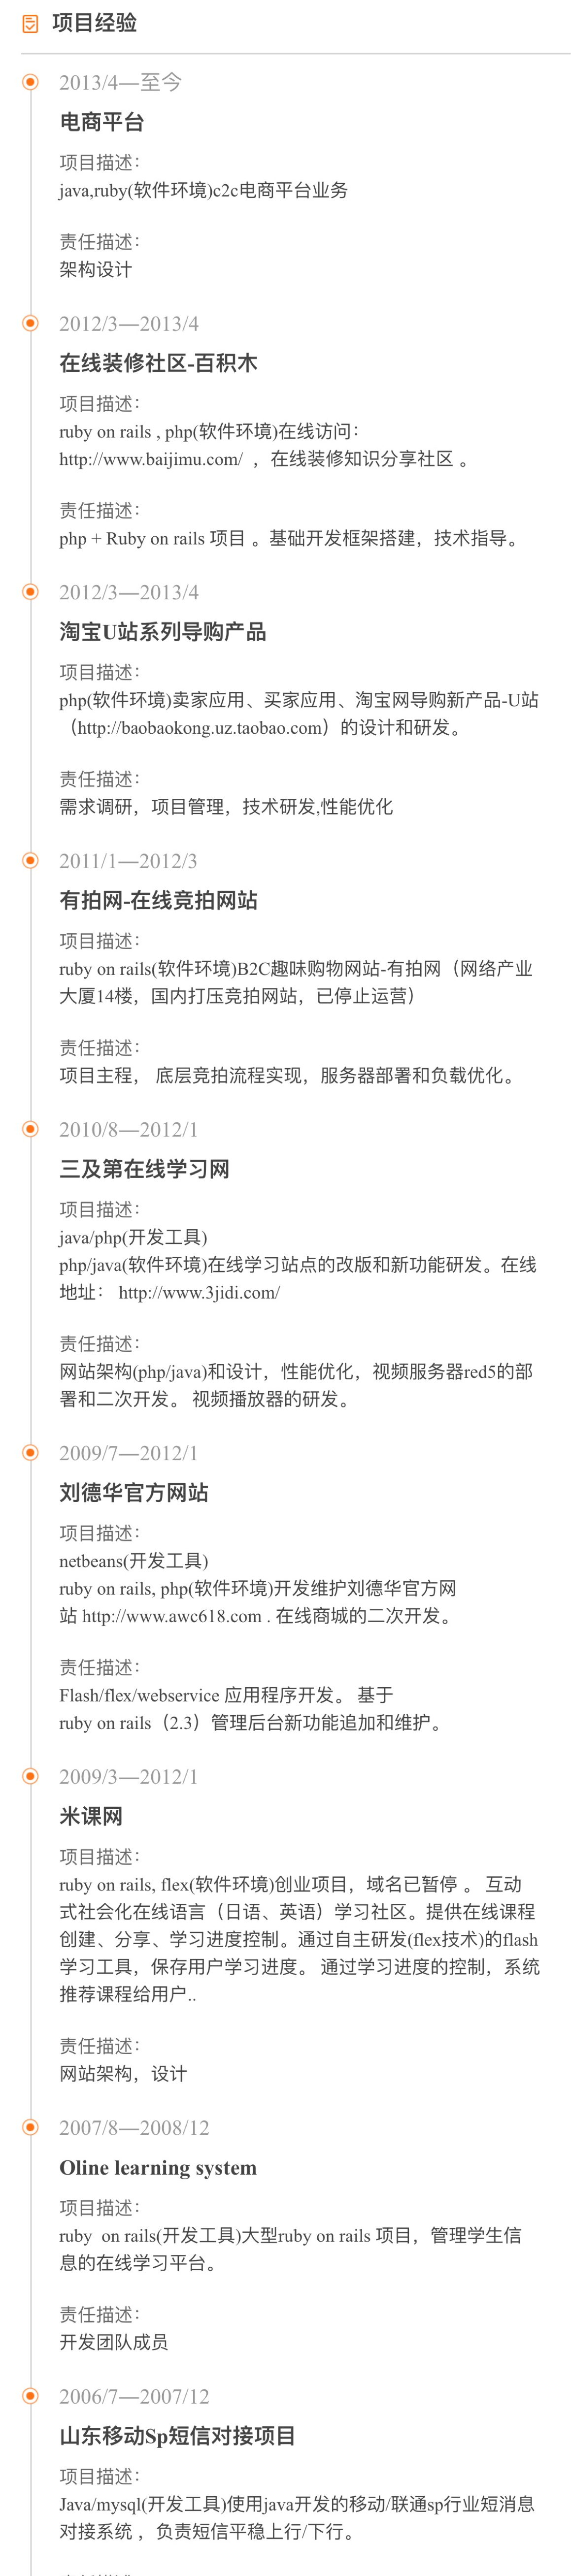 项目经验
2013/4—至今
电商平台
项目描述：
java,ruby(软件环境)c2c电商平台业务
责任描述：
架构设计
2012/3—2013/4
在线装修社区-百积木
项目描述：
ruby on rails , php(软件环境)在线访问：
http://www.baijimu.com/ ，在线装修知识分享社区 。
责任描述：
php + Ruby on rails 项目 。基础开发框架搭建，技术指导。
2012/3—2013/4
淘宝U站系列导购产品
项目描述：
php(软件环境)卖家应用、买家应用、淘宝网导购新产品-U站
（http://baobaokong.uz.taobao.com）的设计和研发。
责任描述：
需求调研，项目管理，技术研发,性能优化
2011/1—2012/3
有拍网-在线竞拍网站
项目描述：
ruby on rails(软件环境)B2C趣味购物网站-有拍网（网络产业
大厦14楼，国内打压竞拍网站，已停止运营）
责任描述：
项目主程， 底层竞拍流程实现，服务器部署和负载优化。
2010/8—2012/1
三及第在线学习网
项目描述：
java/php(开发工具)
php/java(软件环境)在线学习站点的改版和新功能研发。在线
地址： http://www.3jidi.com/
责任描述：
网站架构(php/java)和设计，性能优化，视频服务器red5的部
署和二次开发。 视频播放器的研发。
2009/7—2012/1
刘德华官方网站
项目描述：
netbeans(开发工具)
ruby on rails, php(软件环境)开发维护刘德华官方网
站 http://www.awc618.com . 在线商城的二次开发。
责任描述：
Flash/flex/webservice 应用程序开发。 基于
ruby on rails（2.3）管理后台新功能追加和维护。
2009/3—2012/1
米课网
项目描述：
ruby on rails, flex(软件环境)创业项目，域名已暂停 。 互动
式社会化在线语言（日语、英语）学习社区。提供在线课程
创建、分享、学习进度控制。通过自主研发(flex技术)的flash
学习工具，保存用户学习进度。 通过学习进度的控制，系统
推荐课程给用户..
责任描述：
网站架构，设计
2007/8—2008/12
Oline learning system
项目描述：
ruby  on rails(开发工具)大型ruby on rails 项目，管理学生信
息的在线学习平台。
责任描述：
开发团队成员
2006/7—2007/12
山东移动Sp短信对接项目
项目描述：
Java/mysql(开发工具)使用java开发的移动/联通sp行业短消息
对接系统 ，负责短信平稳上行/下行。